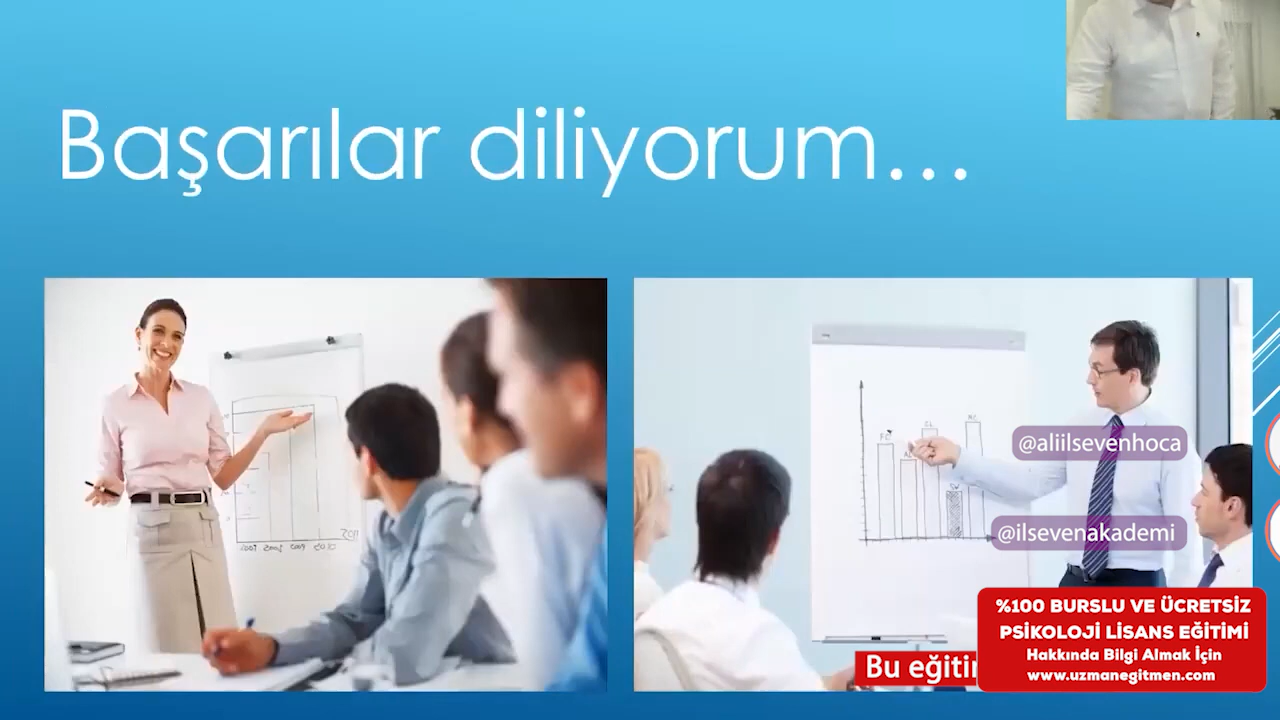 Başarılar diliyorum...
@aliilsevenhoca
@ilsevenakademi
%100 BURSLU VE ÜCRETSİZ
PSİKOLOJİ LİSANS EĞİTİMİ
Hakkında Bilgi Almak İçin
www.uzmanegitmen.com
Bu